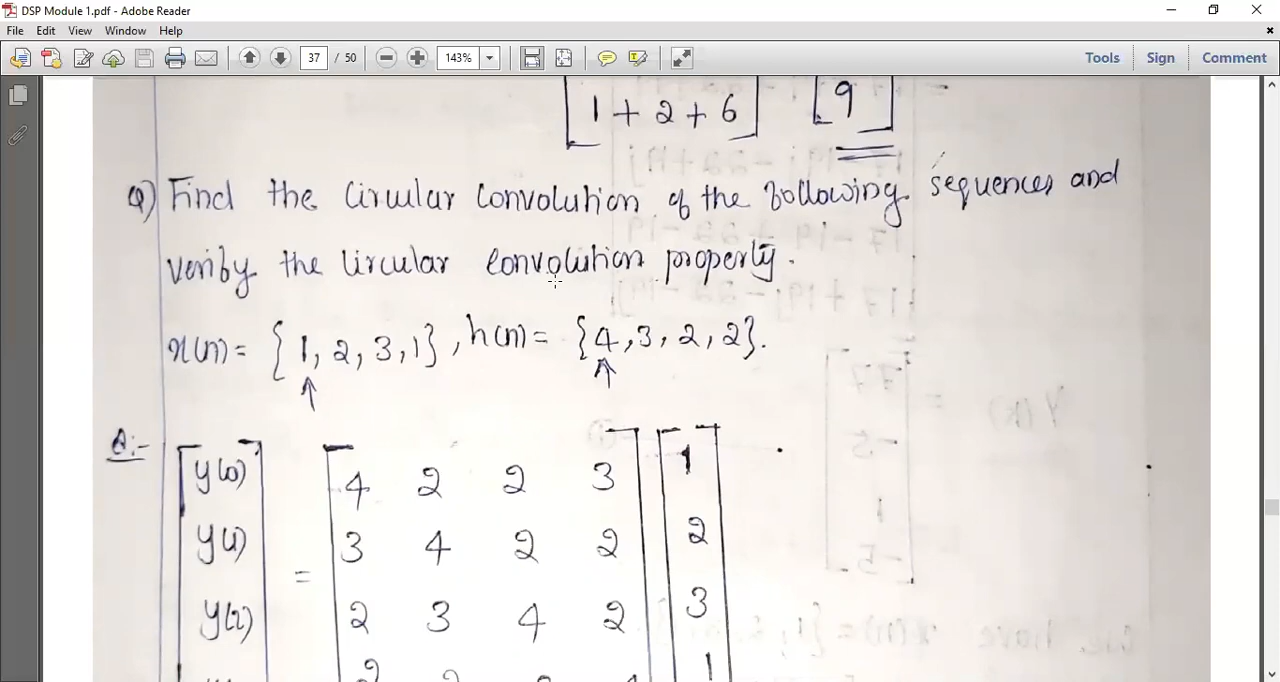 DSP Module 1.pdf - Adobe Reader
File Edit View Window Help
37 / 50 143% Tools Sign Comment
[1 + 2 + 6] [9]
Q) Find the Circular Convolution of the following sequences and
verify the Circular Convolution property.
x(n) = {1, 2, 3, 1}, h(n) = {4, 3, 2, 2}.
↑ ↑
A:-
y(0) 4 2 2 3 1
y(1) 3 4 2 2 2
=
y(2) 2 3 4 2 3
2 2 1